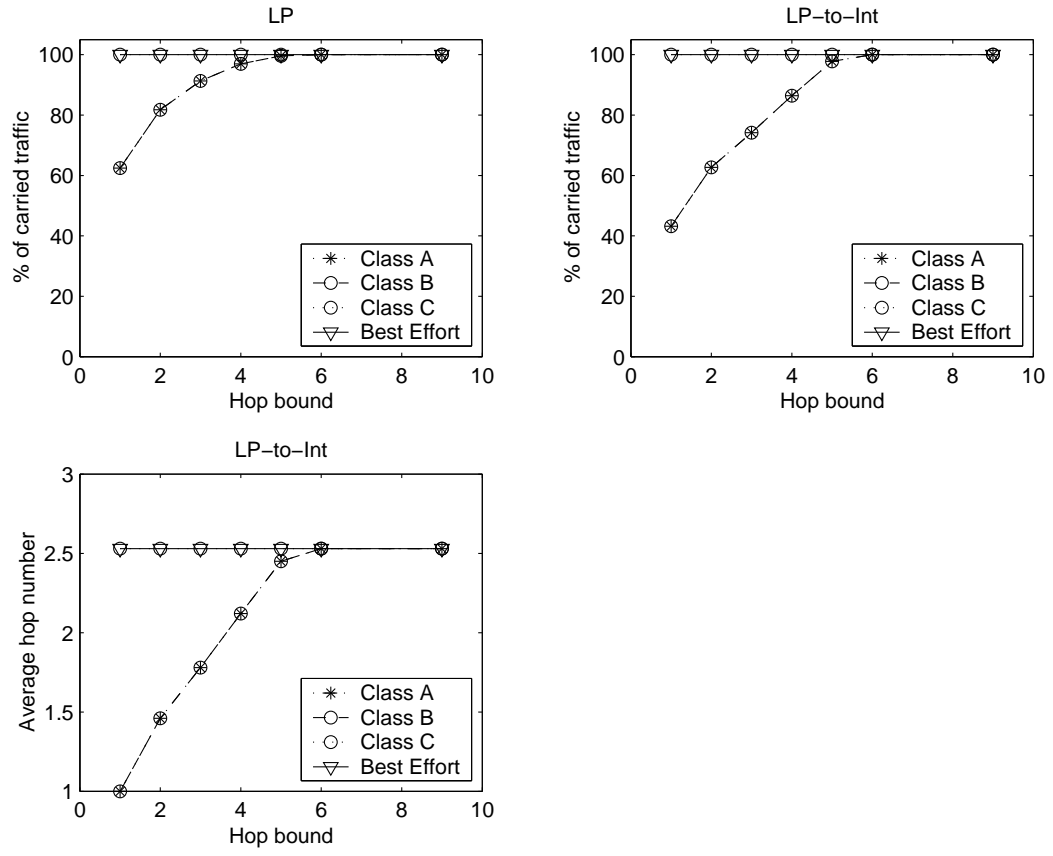 LP
% of carried traffic
100
80
60
40
20
0
0 2 4 6 8 10
Hop bound
Class A
Class B
Class C
Best Effort
LP−to−Int
% of carried traffic
100
80
60
40
20
0
0 2 4 6 8 10
Hop bound
Class A
Class B
Class C
Best Effort
LP−to−Int
Average hop number
3
2.5
2
1.5
1
0 2 4 6 8 10
Hop bound
Class A
Class B
Class C
Best Effort